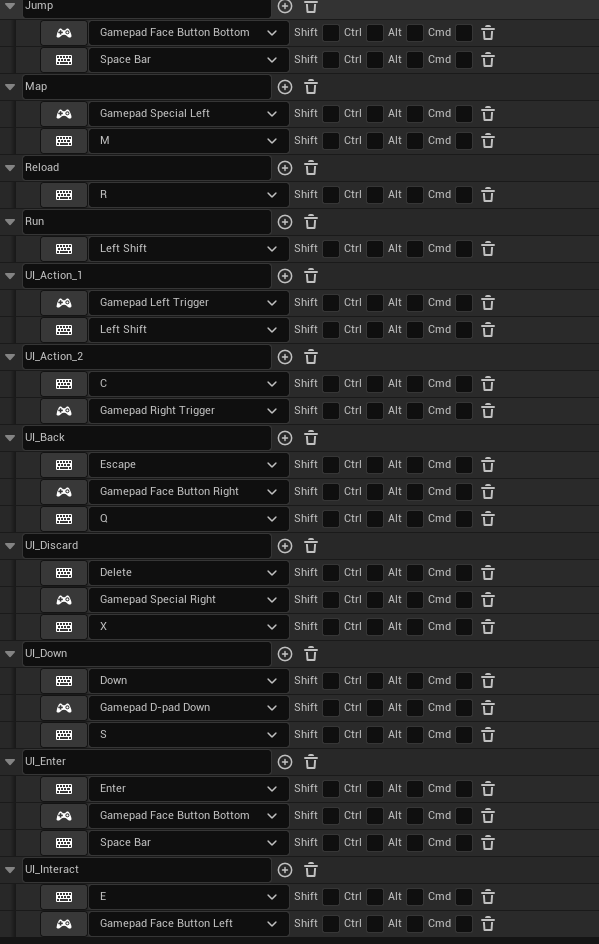 Jump
Gamepad Face Button Bottom Shift Ctrl Alt Cmd
Space Bar Shift Ctrl Alt Cmd
Map
Gamepad Special Left Shift Ctrl Alt Cmd
M Shift Ctrl Alt Cmd
Reload
R Shift Ctrl Alt Cmd
Run
Left Shift Shift Ctrl Alt Cmd
UI_Action_1
Gamepad Left Trigger Shift Ctrl Alt Cmd
Left Shift Shift Ctrl Alt Cmd
UI_Action_2
C Shift Ctrl Alt Cmd
Gamepad Right Trigger Shift Ctrl Alt Cmd
UI_Back
Escape Shift Ctrl Alt Cmd
Gamepad Face Button Right Shift Ctrl Alt Cmd
Q Shift Ctrl Alt Cmd
UI_Discard
Delete Shift Ctrl Alt Cmd
Gamepad Special Right Shift Ctrl Alt Cmd
X Shift Ctrl Alt Cmd
UI_Down
Down Shift Ctrl Alt Cmd
Gamepad D-pad Down Shift Ctrl Alt Cmd
S Shift Ctrl Alt Cmd
UI_Enter
Enter Shift Ctrl Alt Cmd
Gamepad Face Button Bottom Shift Ctrl Alt Cmd
Space Bar Shift Ctrl Alt Cmd
UI_Interact
E Shift Ctrl Alt Cmd
Gamepad Face Button Left Shift Ctrl Alt Cmd